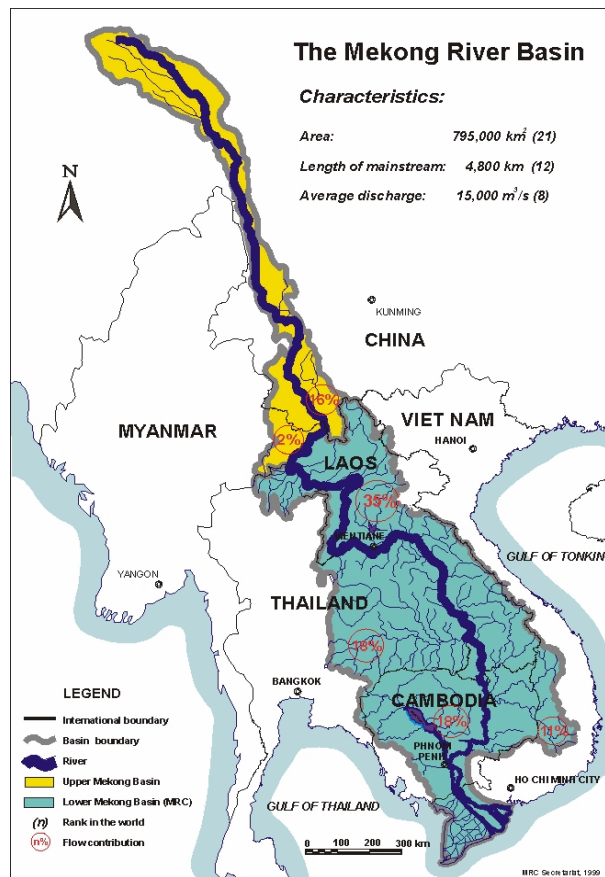 The Mekong River Basin
Characteristics:
Area: 795,000 km² (21)
Length of mainstream: 4,800 km (12)
Average discharge: 15,000 m³/s (8)
N
KUNMING
CHINA
16%
MYANMAR
VIET NAM
2%
HANOI
LAOS
35%
VIENTIANE
GULF OF TONKIN
YANGON
THAILAND
18%
BANGKOK
CAMBODIA
18%
11%
PHNOM
PENH
HO CHI MINH CITY
GULF OF THAILAND
LEGEND
International boundary
Basin boundary
River
Upper Mekong Basin
Lower Mekong Basin (MRC)
(n) Rank in the world
n% Flow contribution
0 100 200 300 km
MRC Secretariat, 1999